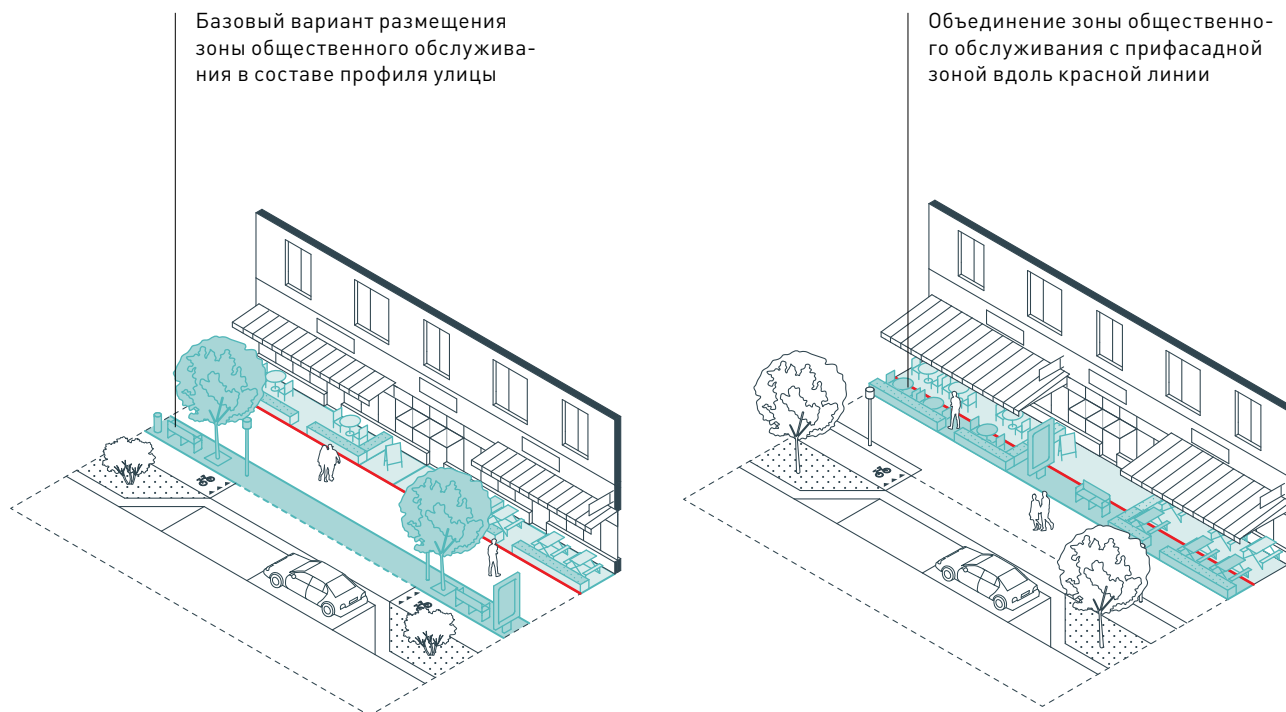 Базовый вариант размещения
зоны общественного обслужива-
ния в составе профиля улицы
Объединение зоны общественно-
го обслуживания с прифасадной
зоной вдоль красной линии